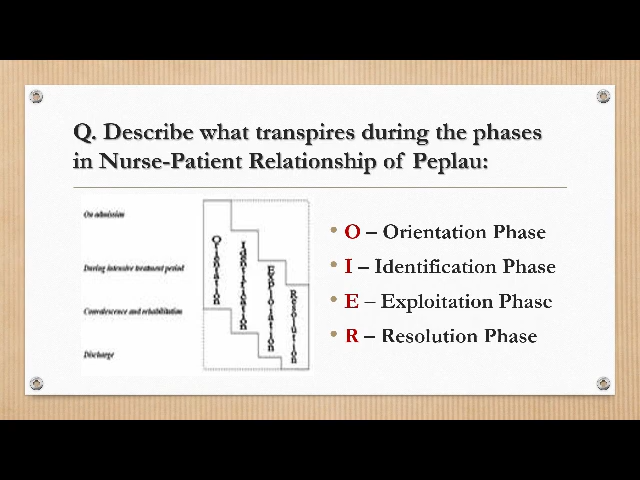 Q. Describe what transpires during the phases
in Nurse-Patient Relationship of Peplau:
On admission
During intensive treatment period
Convalescence and rehabilitation
Discharge
Orientation
Identification
Exploitation
Resolution
• O – Orientation Phase
• I – Identification Phase
• E – Exploitation Phase
• R – Resolution Phase